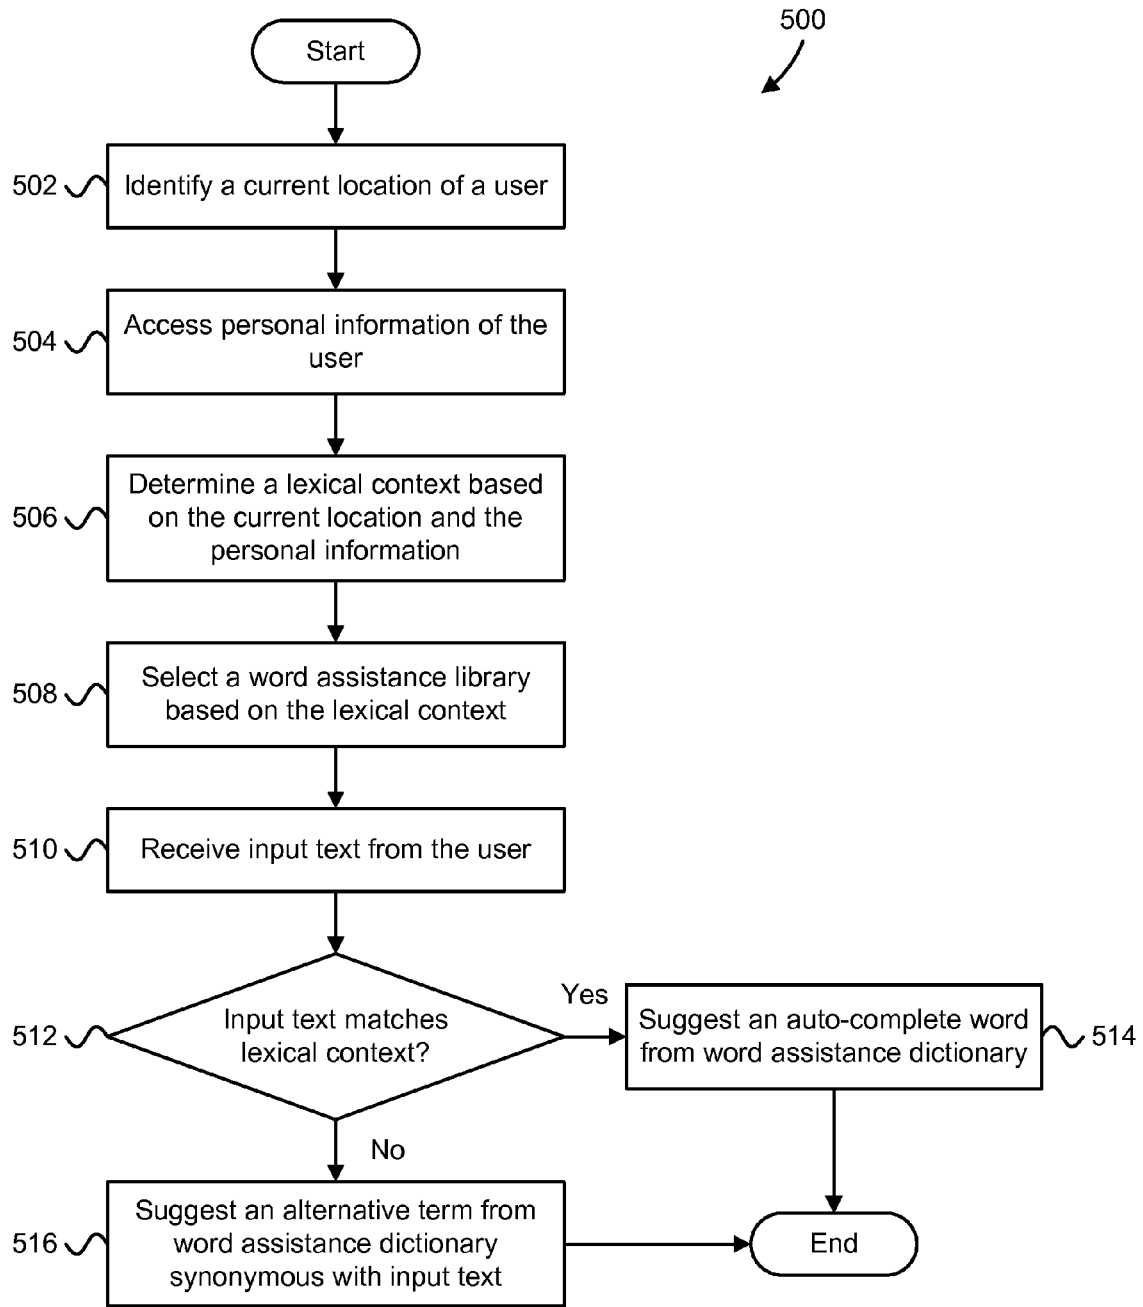 500
Start
502
Identify a current location of a user
504
Access personal information of the
user
506
Determine a lexical context based
on the current location and the
personal information
508
Select a word assistance library
based on the lexical context
510
Receive input text from the user
512
Input text matches
lexical context?
Yes
Suggest an auto-complete word
from word assistance dictionary
514
No
516
Suggest an alternative term from
word assistance dictionary
synonymous with input text
End